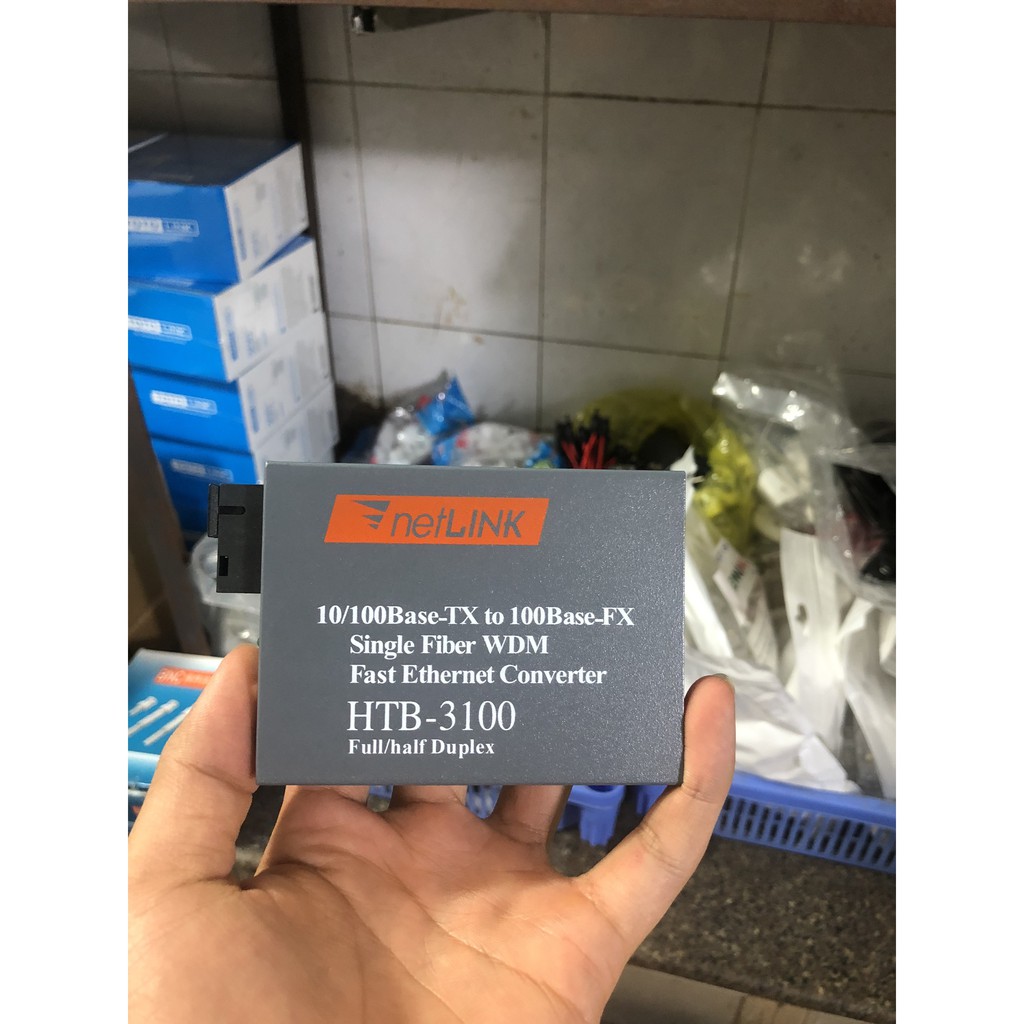 netLINK
10/100Base-TX to 100Base-FX
Single Fiber WDM
Fast Ethernet Converter
HTB-3100
Full/half Duplex